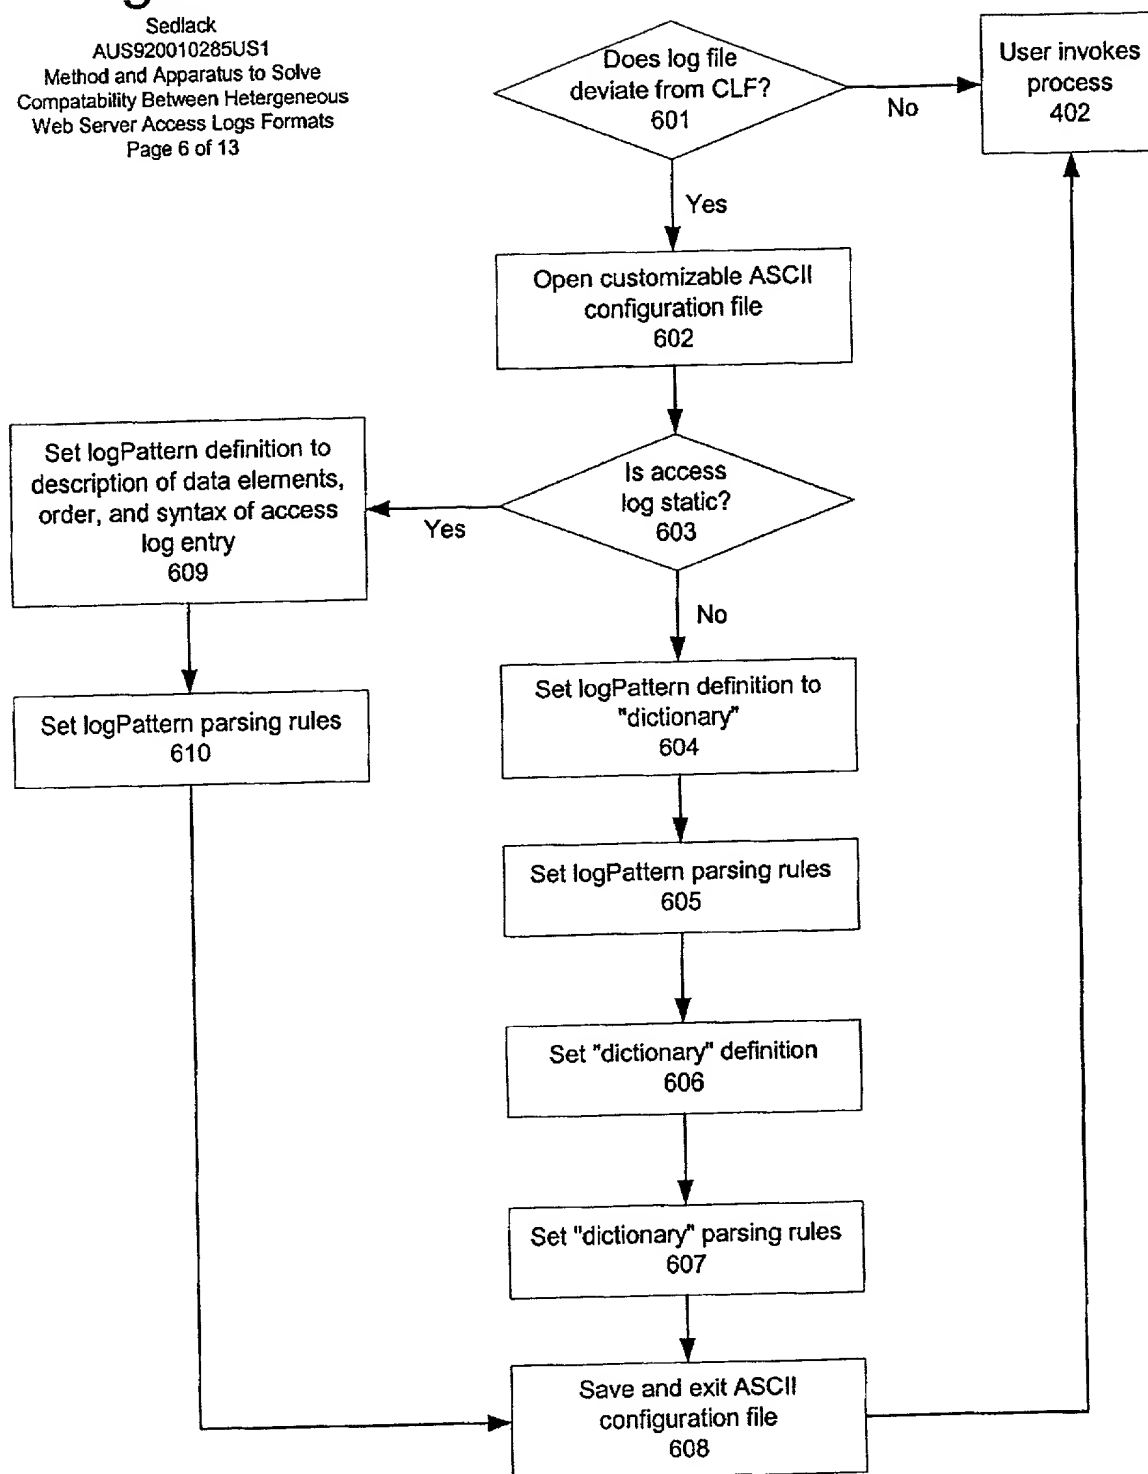 Sedlack
AUS920010285US1
Method and Apparatus to Solve
Compatability Between Hetergeneous
Web Server Access Logs Formats
Page 6 of 13
Does log file
deviate from CLF?
601
No
User invokes
process
402
Yes
Open customizable ASCII
configuration file
602
Is access
log static?
603
Yes
Set logPattern definition to
description of data elements,
order, and syntax of access
log entry
609
Set logPattern parsing rules
610
No
Set logPattern definition to
"dictionary"
604
Set logPattern parsing rules
605
Set "dictionary" definition
606
Set "dictionary" parsing rules
607
Save and exit ASCII
configuration file
608